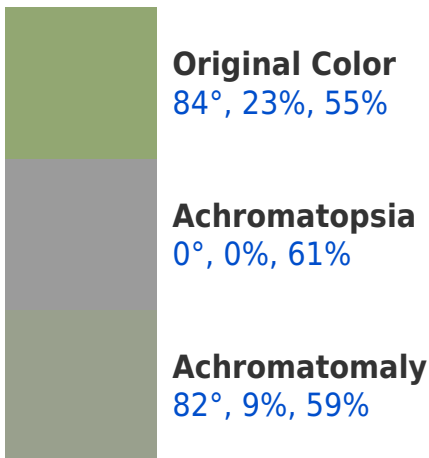 Original Color
84°, 23%, 55%
Achromatopsia
0°, 0%, 61%
Achromatomaly
82°, 9%, 59%